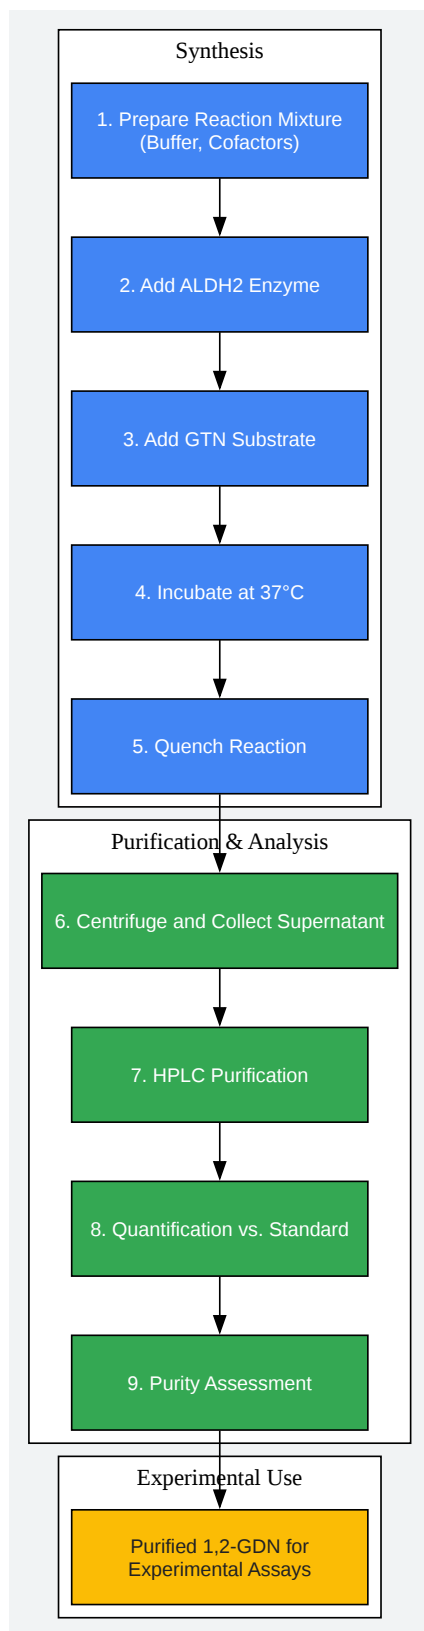 Synthesis
1. Prepare Reaction Mixture
(Buffer, Cofactors)
2. Add ALDH2 Enzyme
3. Add GTN Substrate
4. Incubate at 37°C
5. Quench Reaction
Purification & Analysis
6. Centrifuge and Collect Supernatant
7. HPLC Purification
8. Quantification vs. Standard
9. Purity Assessment
Experimental Use
Purified 1,2-GDN for
Experimental Assays